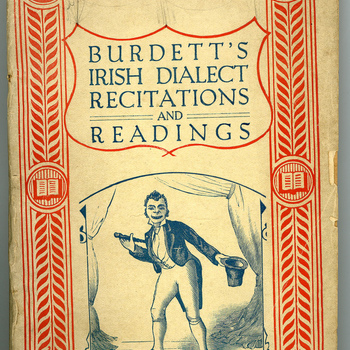 BURDETT'S
IRISH DIALECT
RECITATIONS
AND
READINGS